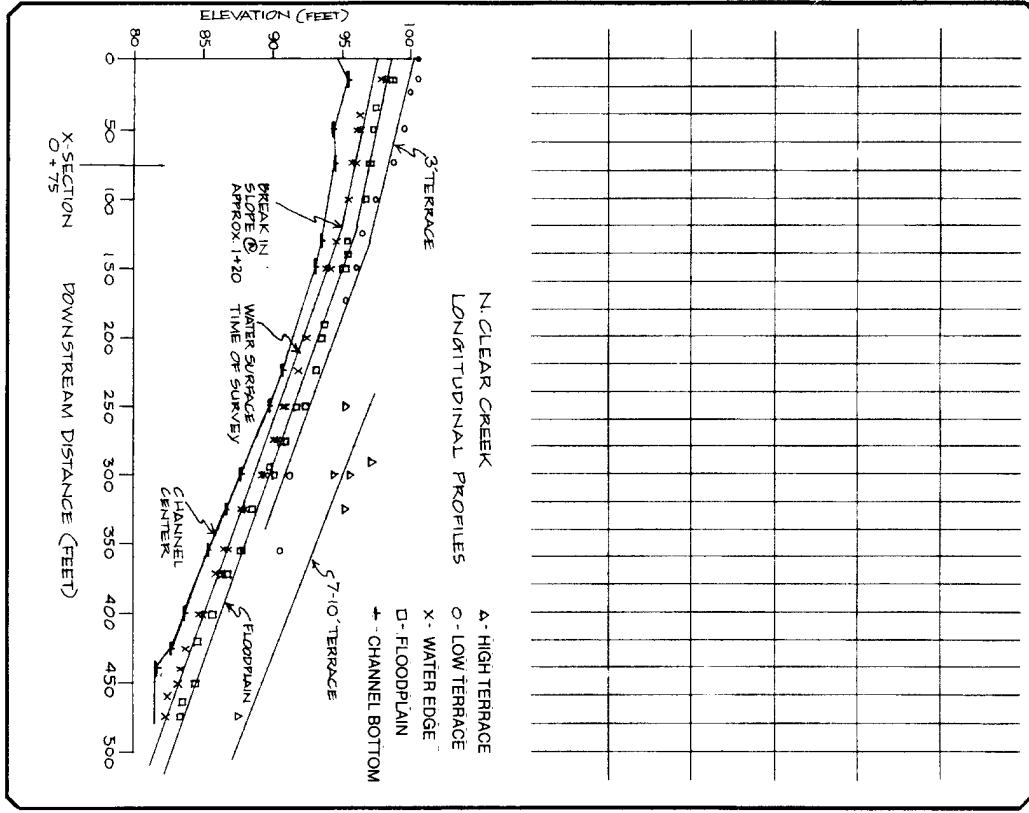 N. CLEAR CREEK
LONGITUDINAL PROFILES
△ - HIGH TERRACE
○ - LOW TERRACE
X - WATER EDGE
□ - FLOODPLAIN
+ - CHANNEL BOTTOM
ELEVATION (FEET)
100
95
90
85
80
0
50
100
150
200
250
300
350
400
450
500
DOWNSTREAM DISTANCE (FEET)
X-SECTION
0+75
3' TERRACE
BREAK IN
SLOPE @
APPROX. 1+20
WATER SURFACE
TIME OF SURVEY
CHANNEL
CENTER
7-10' TERRACE
FLOODPLAIN